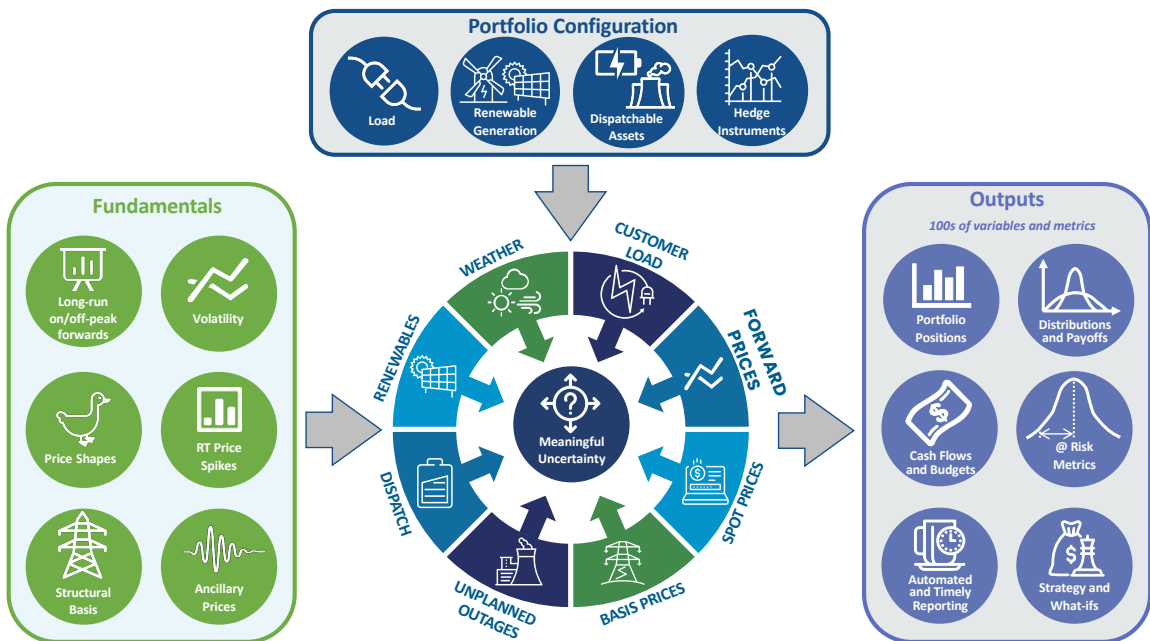 Portfolio Configuration
Load
Renewable
Generation
Dispatchable
Assets
Hedge
Instruments
Fundamentals
Long-run
on/off-peak
forwards
Volatility
Price Shapes
RT Price
Spikes
Structural
Basis
Ancillary
Prices
WEATHER
CUSTOMER
LOAD
FORWARD
PRICES
SPOT PRICES
BASIS PRICES
UNPLANNED
OUTAGES
DISPATCH
RENEWABLES
?
Meaningful
Uncertainty
$
Outputs
100s of variables and metrics
Portfolio
Positions
Distributions
and Payoffs
$
Cash Flows
and Budgets
@ Risk
Metrics
Automated
and Timely
Reporting
$
Strategy and
What-ifs